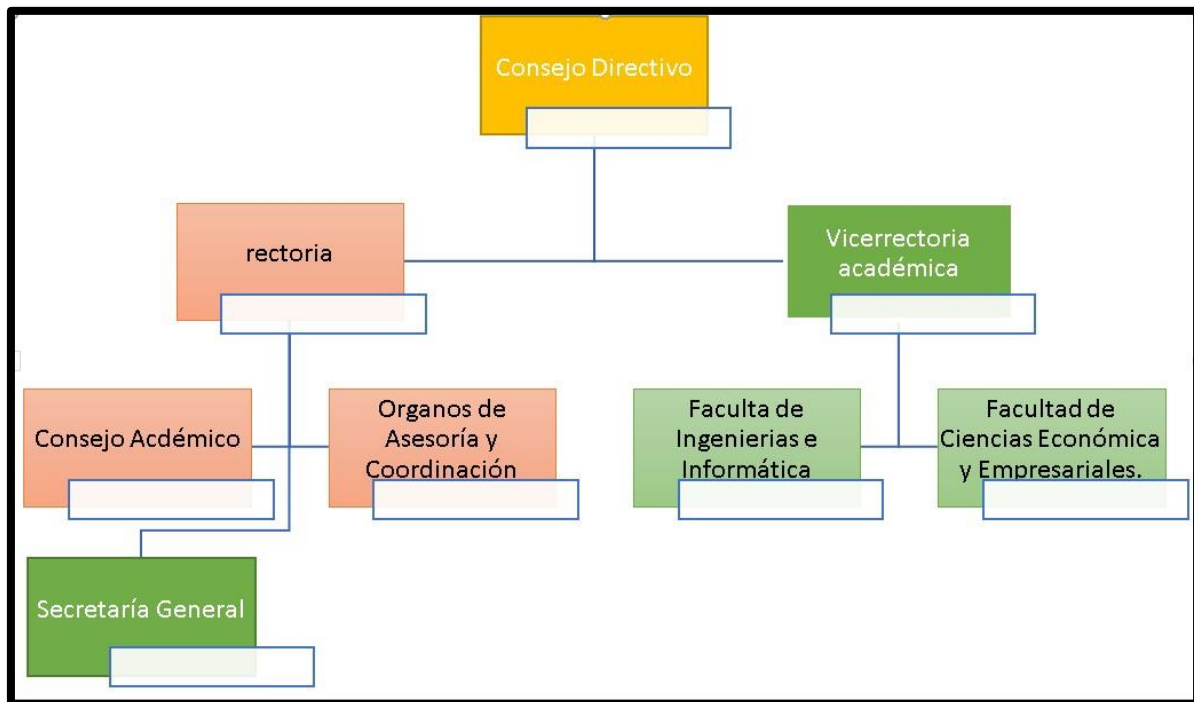 Consejo Directivo
rectoria
Vicerrectoria
académica
Consejo Acdémico
Organos de
Asesoría y
Coordinación
Faculta de
Ingenierias e
Informática
Facultad de
Ciencias Económica
y Empresariales.
Secretaría General